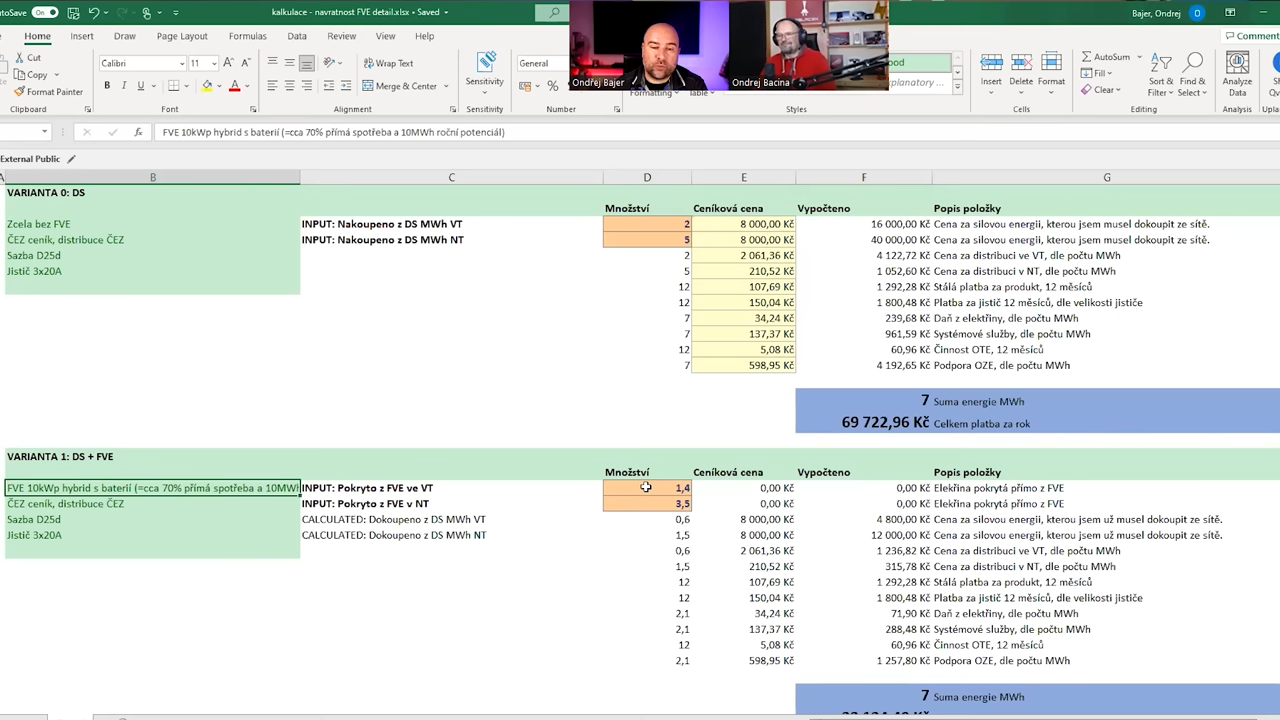 AutoSave On kalkulace - navratnost FVE detail.xlsx • Saved Bajer, Ondrej O
Home Insert Draw Page Layout Formulas Data Review View Help Comment
Cut
Copy
Format Painter
Clipboard
Calibri 11
B I U
Font
Wrap Text
Merge & Center
Alignment
Sensitivity
Sensitivity
General
%
Number
Formatting Table
ood
xplanatory ...
Styles
Insert Delete Format
Cells
AutoSum
Fill
Clear
Sort & Filter
Find & Select
Editing
Analyze Data
Analysis
Ondřej Bajer
Ondrej Bacina
fx FVE 10kWp hybrid s baterií (=cca 70% přímá spotřeba a 10MWh roční potenciál)
External Public
A B C D E F G
VARIANTA 0: DS
Množství Ceníková cena Vypočteno Popis položky
Zcela bez FVE INPUT: Nakoupeno z DS MWh VT 2 8 000,00 Kč 16 000,00 Kč Cena za silovou energii, kterou jsem musel dokoupit ze sítě.
ČEZ ceník, distribuce ČEZ INPUT: Nakoupeno z DS MWh NT 5 8 000,00 Kč 40 000,00 Kč Cena za silovou energii, kterou jsem musel dokoupit ze sítě.
Sazba D25d 2 2 061,36 Kč 4 122,72 Kč Cena za distribuci ve VT, dle počtu MWh
Jistič 3x20A 5 210,52 Kč 1 052,60 Kč Cena za distribuci v NT, dle počtu MWh
12 107,69 Kč 1 292,28 Kč Stálá platba za produkt, 12 měsíců
12 150,04 Kč 1 800,48 Kč Platba za jistič 12 měsíců, dle velikosti jističe
7 34,24 Kč 239,68 Kč Daň z elektřiny, dle počtu MWh
7 137,37 Kč 961,59 Kč Systémové služby, dle počtu MWh
12 5,08 Kč 60,96 Kč Činnost OTE, 12 měsíců
7 598,95 Kč 4 192,65 Kč Podpora OZE, dle počtu MWh
7 Suma energie MWh
69 722,96 Kč Celkem platba za rok
VARIANTA 1: DS + FVE
Množství Ceníková cena Vypočteno Popis položky
FVE 10kWp hybrid s baterií (=cca 70% přímá spotřeba a 10MWh INPUT: Pokryto z FVE ve VT 1,4 0,00 Kč 0,00 Kč Elekřina pokrytá přímo z FVE
ČEZ ceník, distribuce ČEZ INPUT: Pokryto z FVE v NT 3,5 0,00 Kč 0,00 Kč Elekřina pokrytá přímo z FVE
Sazba D25d CALCULATED: Dokoupeno z DS MWh VT 0,6 8 000,00 Kč 4 800,00 Kč Cena za silovou energii, kterou jsem už musel dokoupit ze sítě.
Jistič 3x20A CALCULATED: Dokoupeno z DS MWh NT 1,5 8 000,00 Kč 12 000,00 Kč Cena za silovou energii, kterou jsem už musel dokoupit ze sítě.
0,6 2 061,36 Kč 1 236,82 Kč Cena za distribuci ve VT, dle počtu MWh
1,5 210,52 Kč 315,78 Kč Cena za distribuci v NT, dle počtu MWh
12 107,69 Kč 1 292,28 Kč Stálá platba za produkt, 12 měsíců
12 150,04 Kč 1 800,48 Kč Platba za jistič 12 měsíců, dle velikosti jističe
2,1 34,24 Kč 71,90 Kč Daň z elektřiny, dle počtu MWh
2,1 137,37 Kč 288,48 Kč Systémové služby, dle počtu MWh
12 5,08 Kč 60,96 Kč Činnost OTE, 12 měsíců
2,1 598,95 Kč 1 257,80 Kč Podpora OZE, dle počtu MWh
7 Suma energie MWh